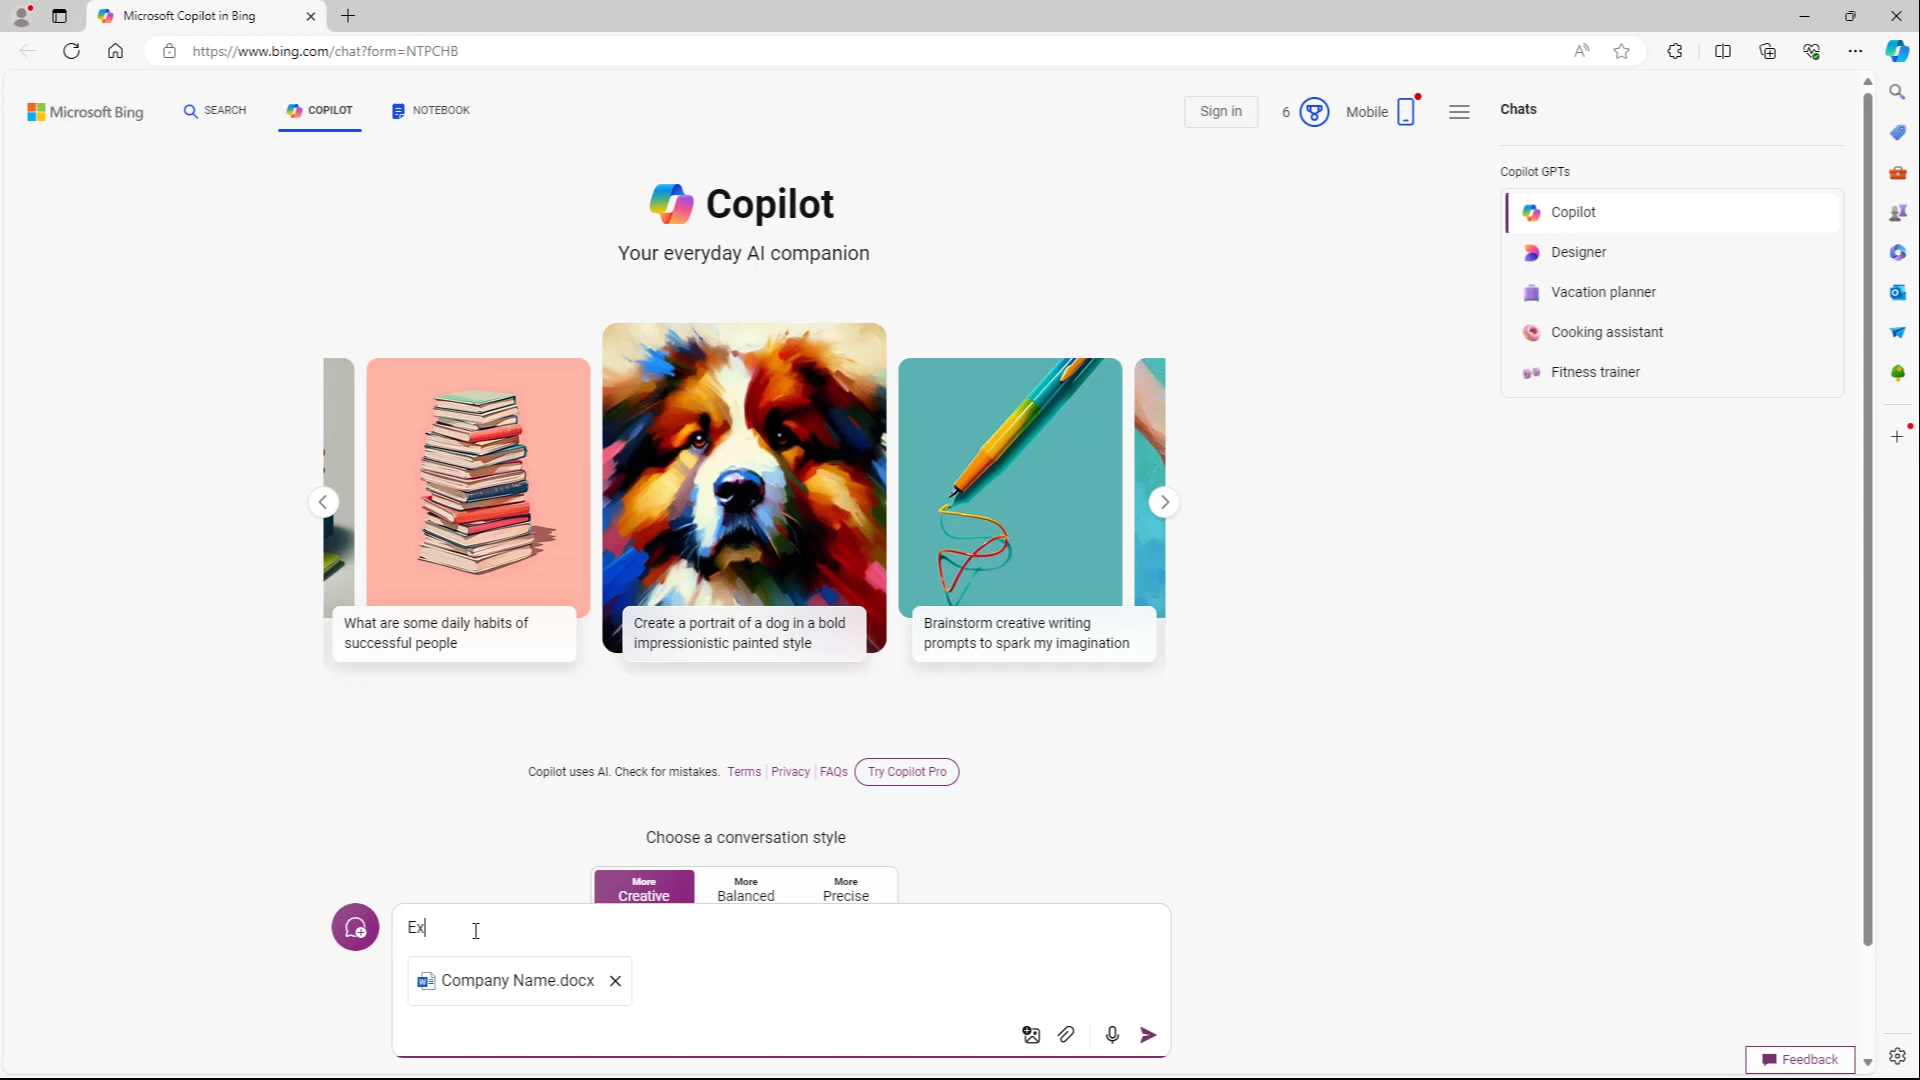 Microsoft Copilot in Bing
https://www.bing.com/chat?form=NTPCHB
Microsoft Bing
SEARCH
COPILOT
NOTEBOOK
Sign in
6
Mobile
Chats
Copilot GPTs
Copilot
Designer
Vacation planner
Cooking assistant
Fitness trainer
Copilot
Your everyday AI companion
What are some daily habits of
successful people
Create a portrait of a dog in a bold
impressionistic painted style
Brainstorm creative writing
prompts to spark my imagination
Copilot uses AI. Check for mistakes. Terms Privacy FAQs Try Copilot Pro
Choose a conversation style
More
Creative
More
Balanced
More
Precise
Ex
Company Name.docx
Feedback